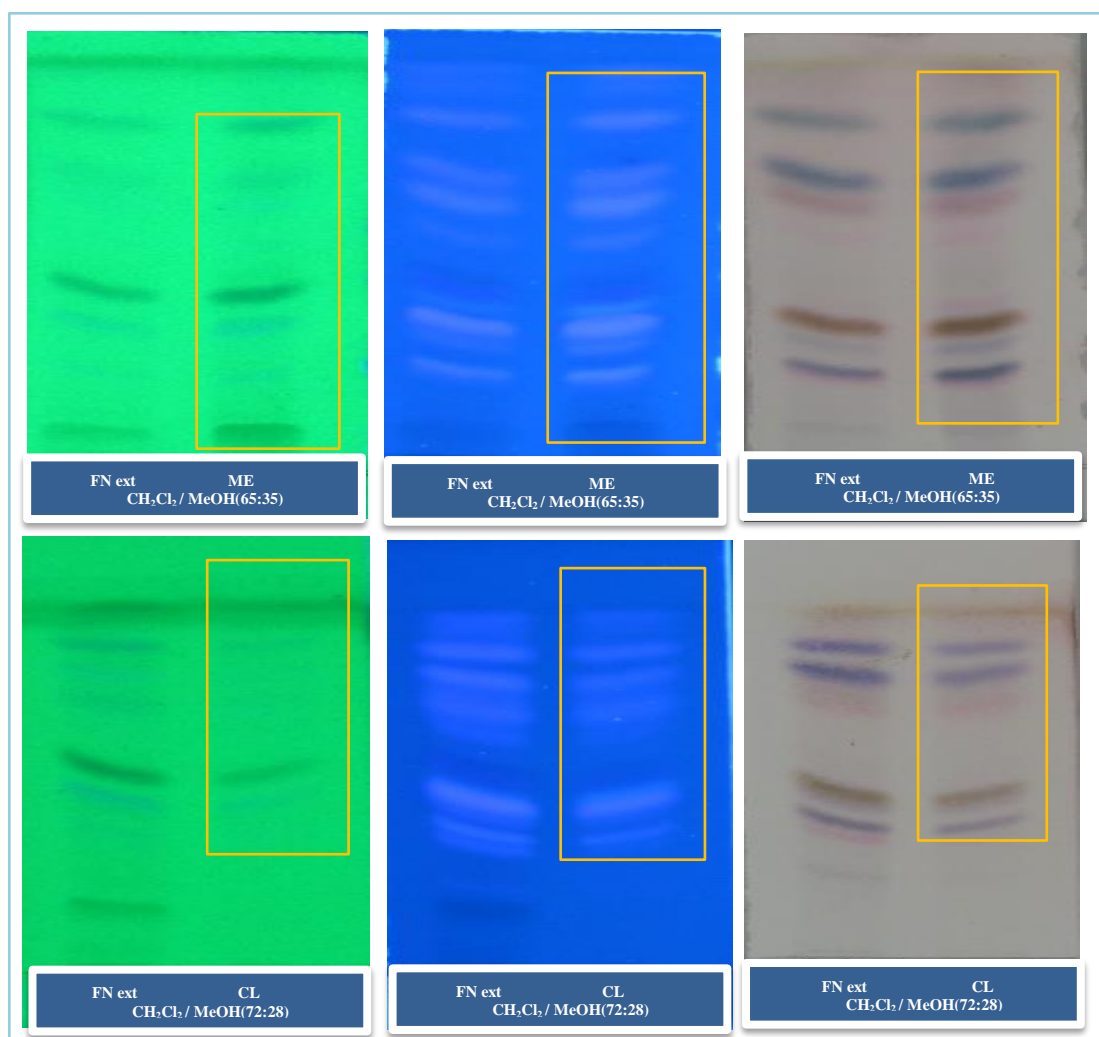 FN ext ME
CH₂Cl₂ / MeOH(65:35)
FN ext ME
CH₂Cl₂ / MeOH(65:35)
FN ext ME
CH₂Cl₂ / MeOH(65:35)
FN ext CL
CH₂Cl₂ / MeOH(72:28)
FN ext CL
CH₂Cl₂ / MeOH(72:28)
FN ext CL
CH₂Cl₂ / MeOH(72:28)